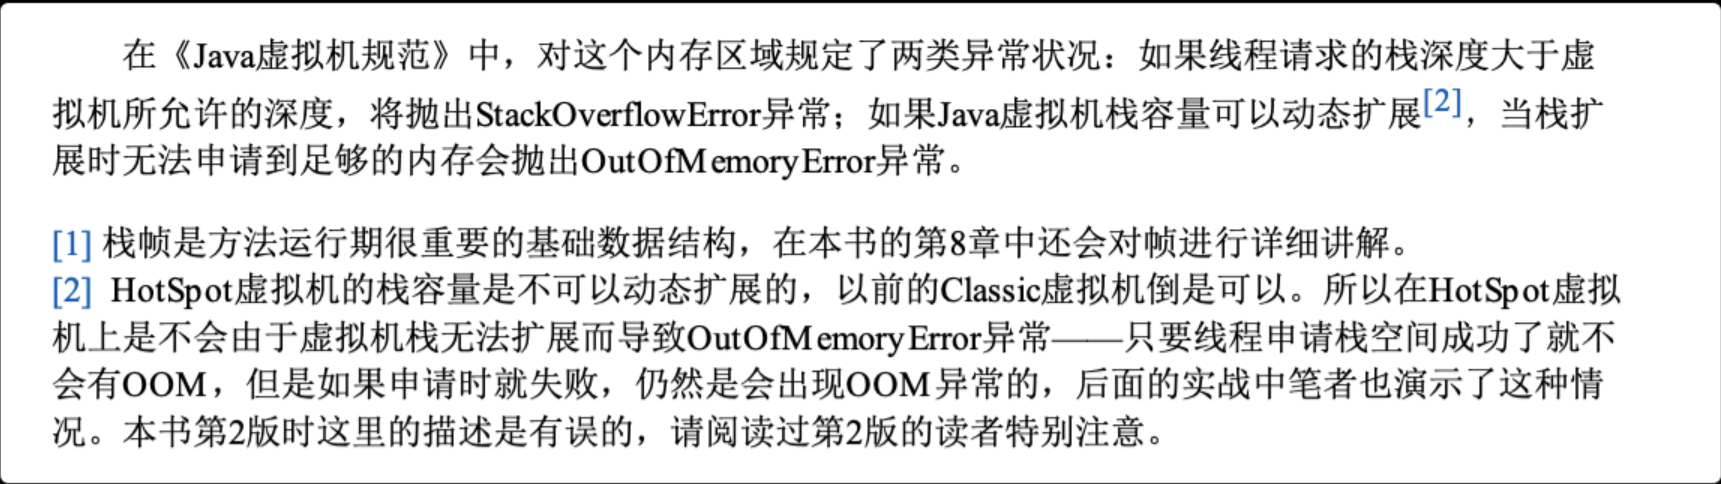 在《Java虚拟机规范》中，对这个内存区域规定了两类异常状况：如果线程请求的栈深度大于虚
拟机所允许的深度，将抛出StackOverflowError异常；如果Java虚拟机栈容量可以动态扩展[2]，当栈扩
展时无法申请到足够的内存会抛出OutOfMemoryError异常。
[1] 栈帧是方法运行期很重要的基础数据结构，在本书的第8章中还会对帧进行详细讲解。
[2] HotSpot虚拟机的栈容量是不可以动态扩展的，以前的Classic虚拟机倒是可以。所以在HotSpot虚拟
机上是不会由于虚拟机栈无法扩展而导致OutOfMemoryError异常——只要线程申请栈空间成功了就不
会有OOM，但是如果申请时就失败，仍然是会出现OOM异常的，后面的实战中笔者也演示了这种情
况。本书第2版时这里的描述是有误的，请阅读过第2版的读者特别注意。